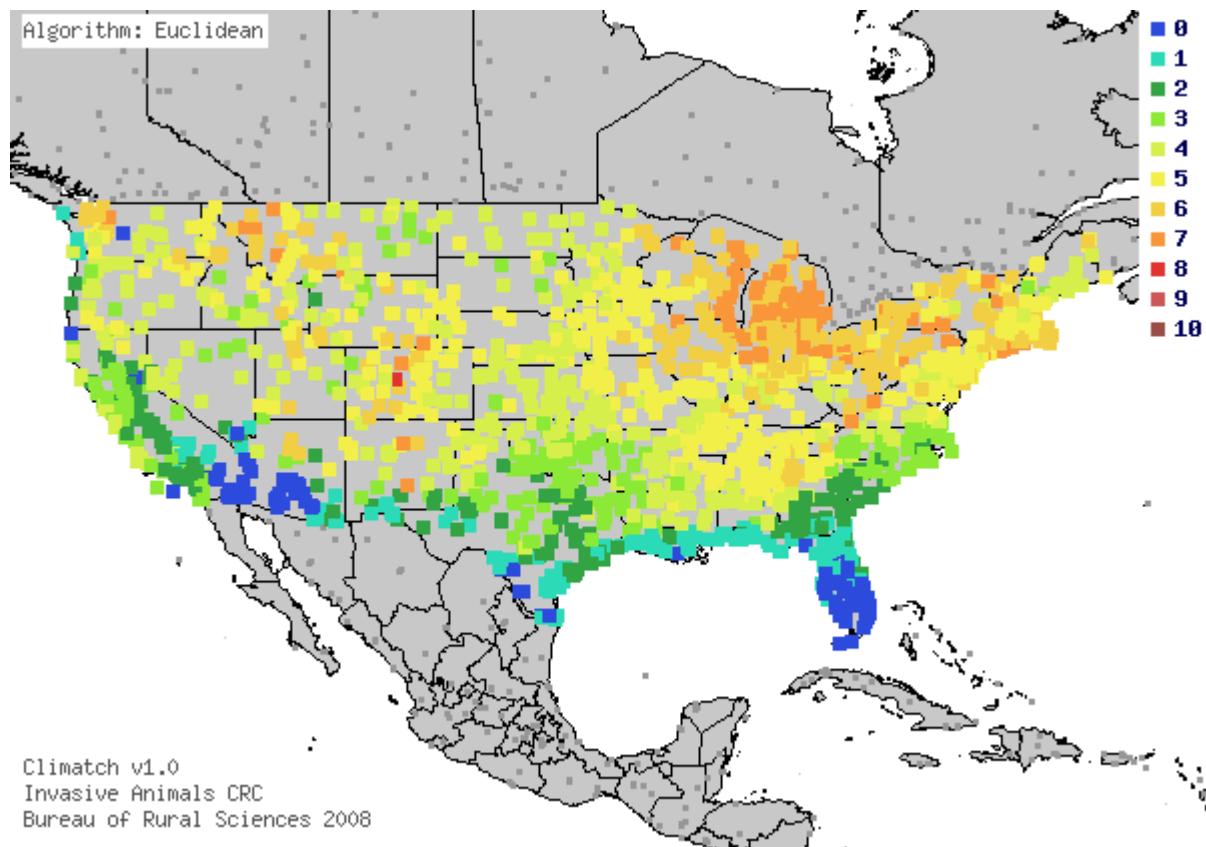 Algorithm: Euclidean
0
1
2
3
4
5
6
7
8
9
10
Climatch v1.0
Invasive Animals CRC
Bureau of Rural Sciences 2008